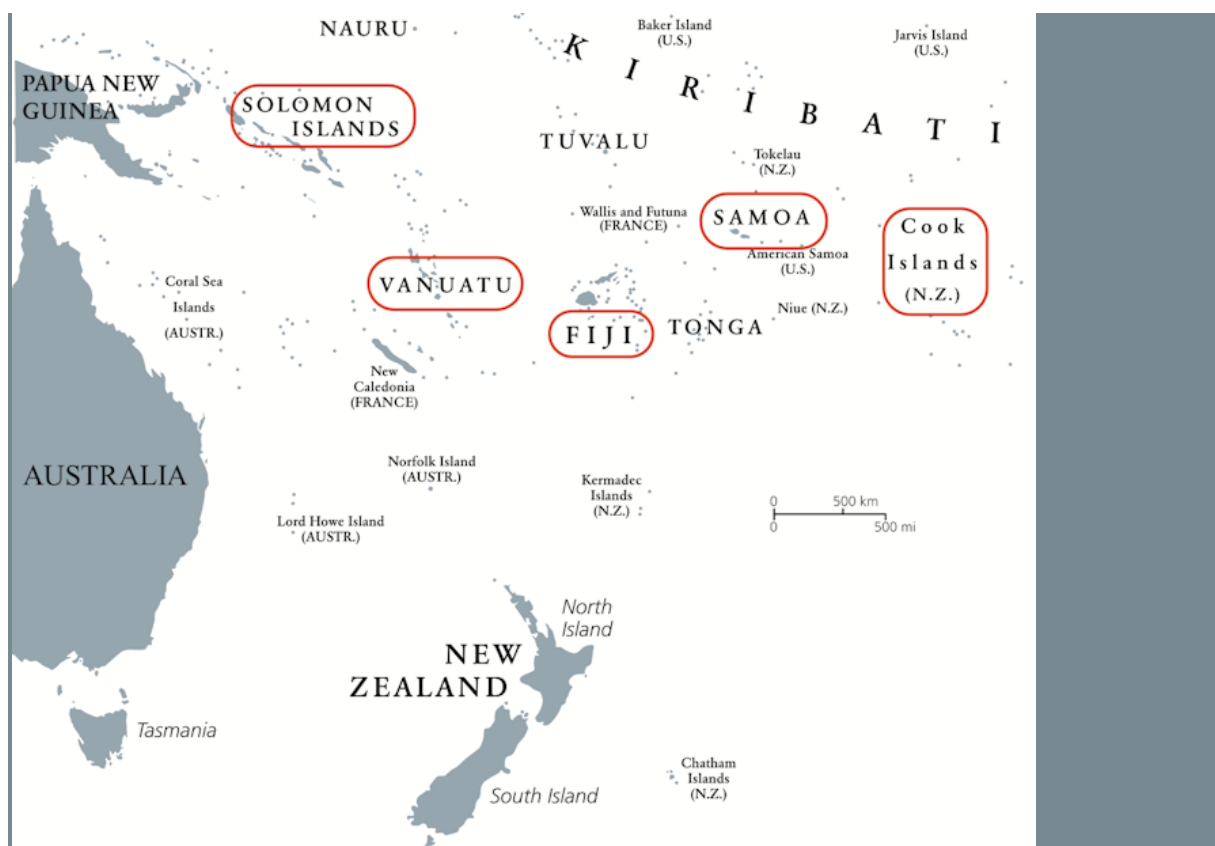 NAURU
Baker Island
(U.S.)
Jarvis Island
(U.S.)
KIRIBATI
PAPUA NEW
GUINEA
SOLOMON
ISLANDS
TUVALU
Tokelau
(N.Z.)
Wallis and Futuna
(FRANCE)
SAMOA
Cook
Islands
(N.Z.)
American Samoa
(U.S.)
Coral Sea
Islands
(AUSTR.)
VANUATU
FIJI
TONGA
Niue (N.Z.)
New
Caledonia
(FRANCE)
AUSTRALIA
Norfolk Island
(AUSTR.)
Kermadec
Islands
(N.Z.)
0 500 km
0 500 mi
Lord Howe Island
(AUSTR.)
North
Island
NEW
ZEALAND
Tasmania
South Island
Chatham
Islands
(N.Z.)